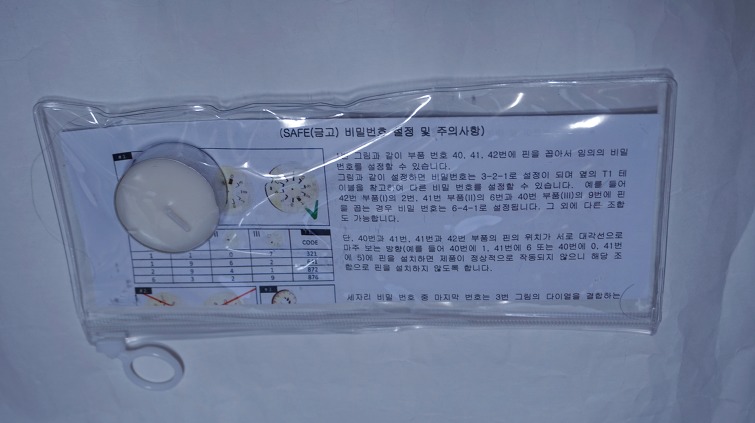 (SAFE(금고) 비밀번호 설정 및 주의사항)
그림과 같이 부품 번호 40, 41, 42번에 핀을 꼽아서 임의의 비밀
번호를 설정할 수 있습니다.
그림과 같이 설정하면 비밀번호는 3-2-1로 설정이 되며 옆의 T1 테
이블을 참고하여 다른 비밀 번호를 설정할 수 있습니다. 예를 들어
42번 부품(I)의 2번, 41번 부품(II)의 6번과 40번 부품(III)의 9번에 핀
을 꼽는 경우 비밀 번호는 6-4-1로 설정됩니다. 그 외에 다른 조합
도 가능합니다.
단, 40번과 41번, 41번과 42번 부품의 핀의 위치가 서로 대각선으로
마주 보는 방향(예를 들어 40번에 1, 41번에 6 또는 40번에 0, 41번
에 5)에 핀을 설치하면 제품이 정상적으로 작동되지 않으니 해당 조
합으로 핀을 설치하지 않도록 합니다.
세자리 비밀 번호 중 마지막 번호는 3번 그림의 다이얼을 결합하는
III
CODE
321
872
876